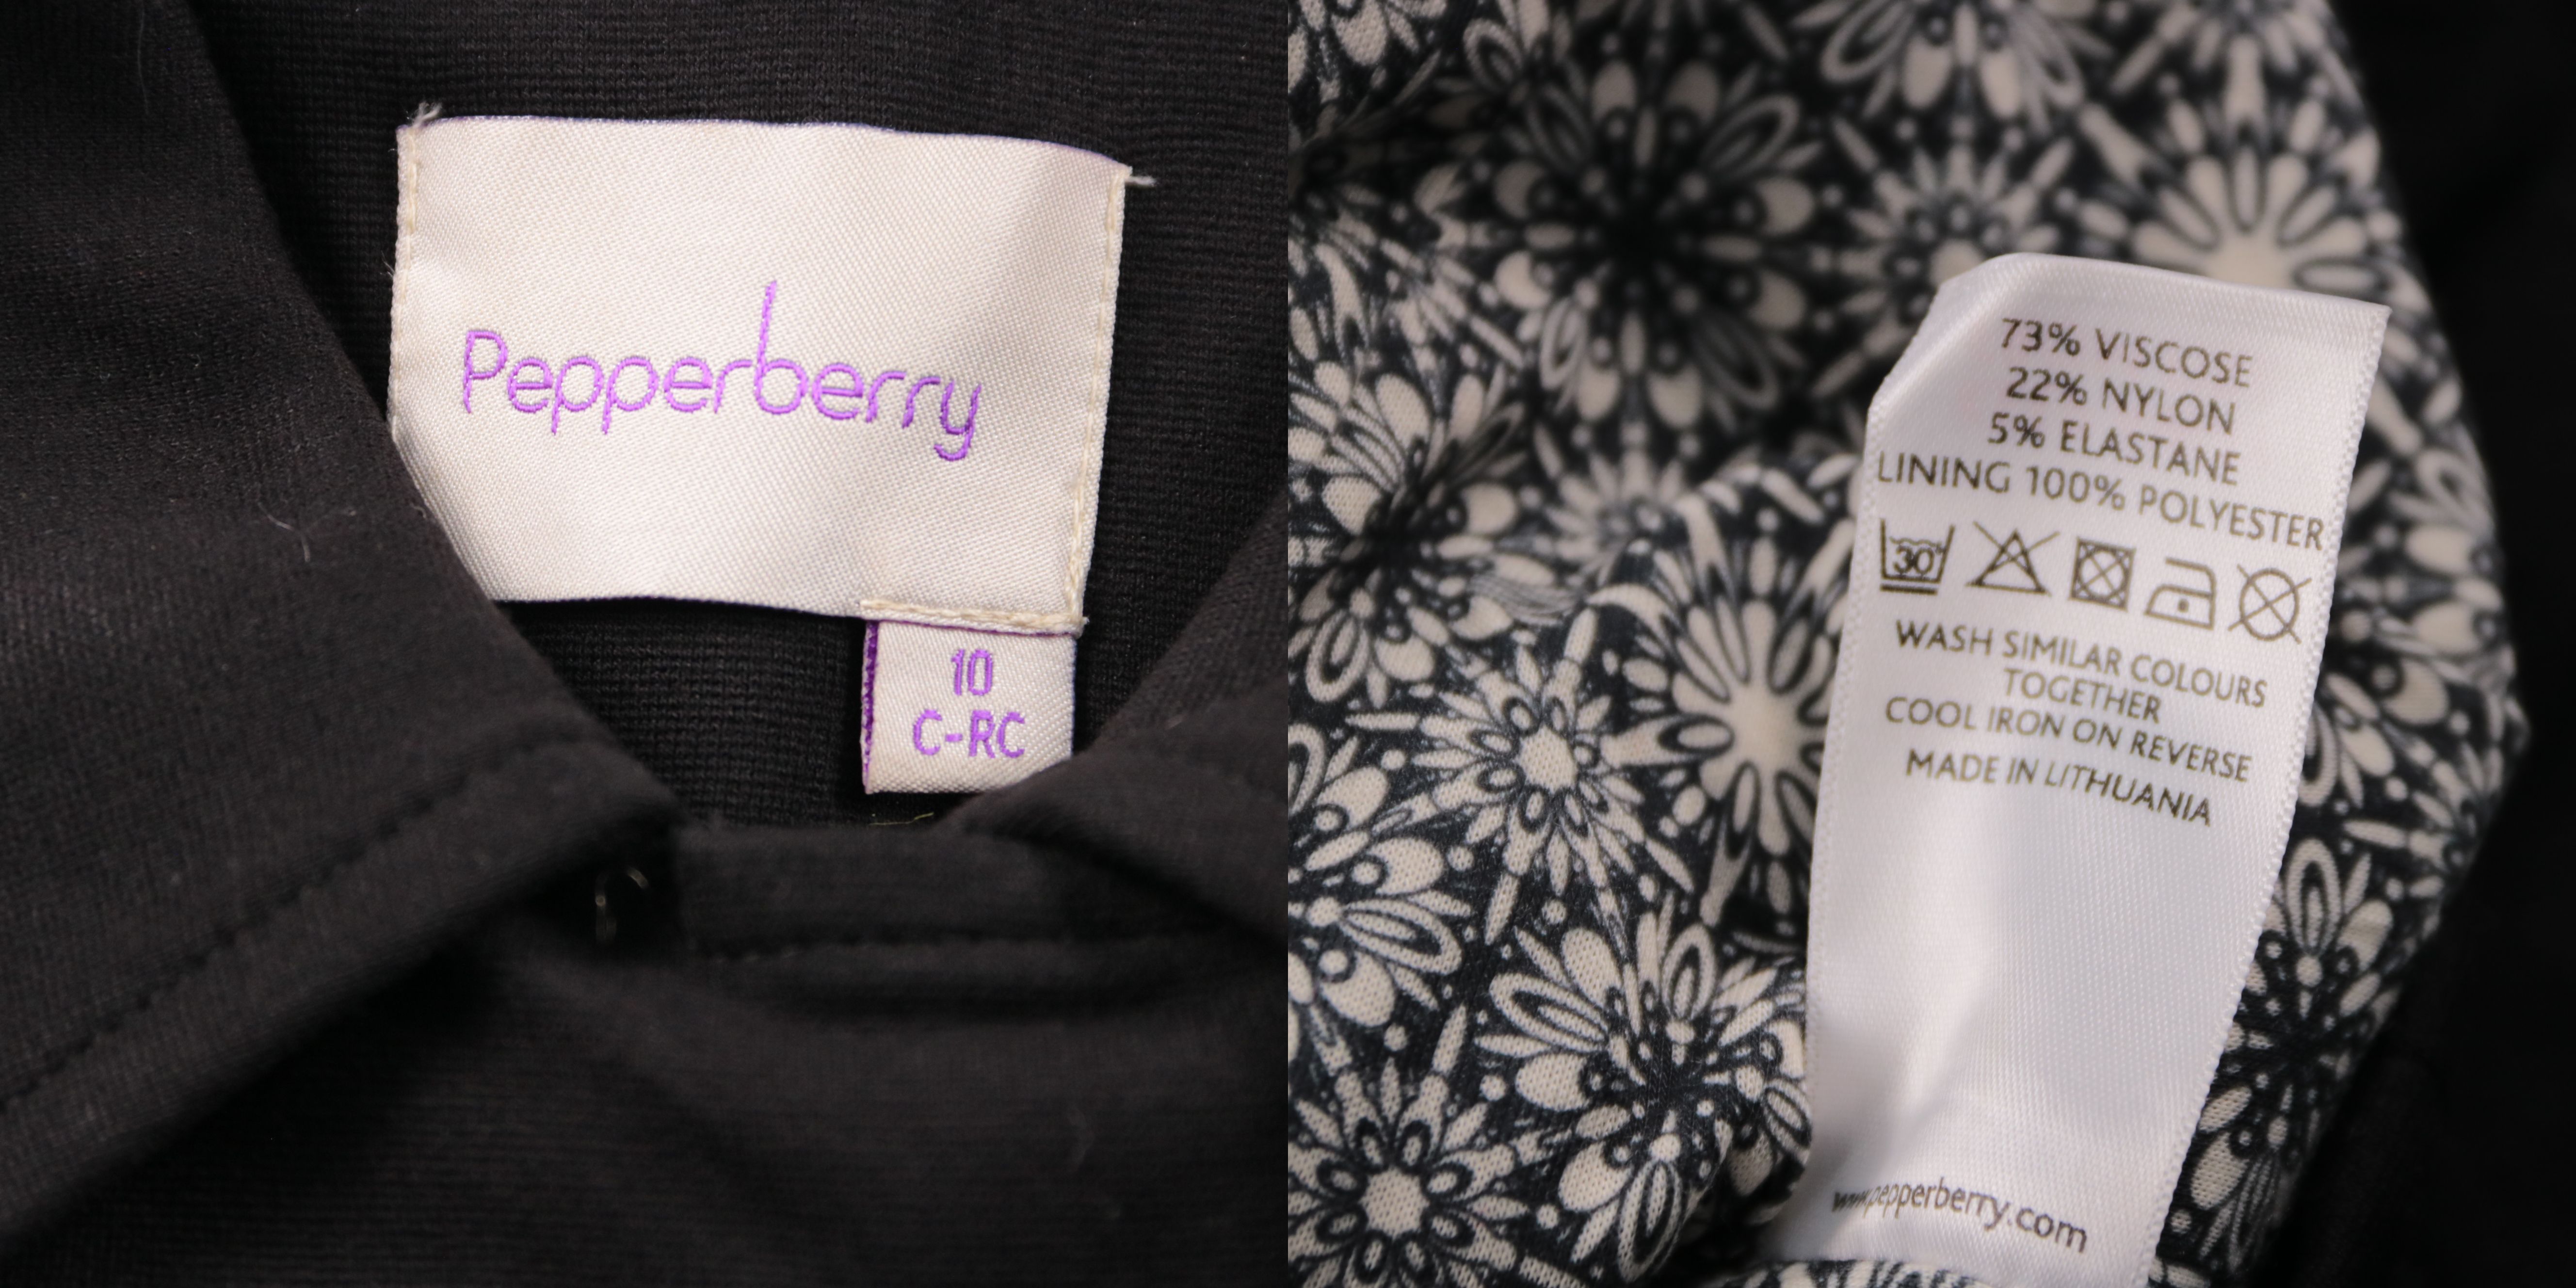 Pepperberry
10
C-RC
73% VISCOSE
22% NYLON
5% ELASTANE
LINING 100% POLYESTER
30°
WASH SIMILAR COLOURS
TOGETHER
COOL IRON ON REVERSE
MADE IN LITHUANIA
www.pepperberry.com